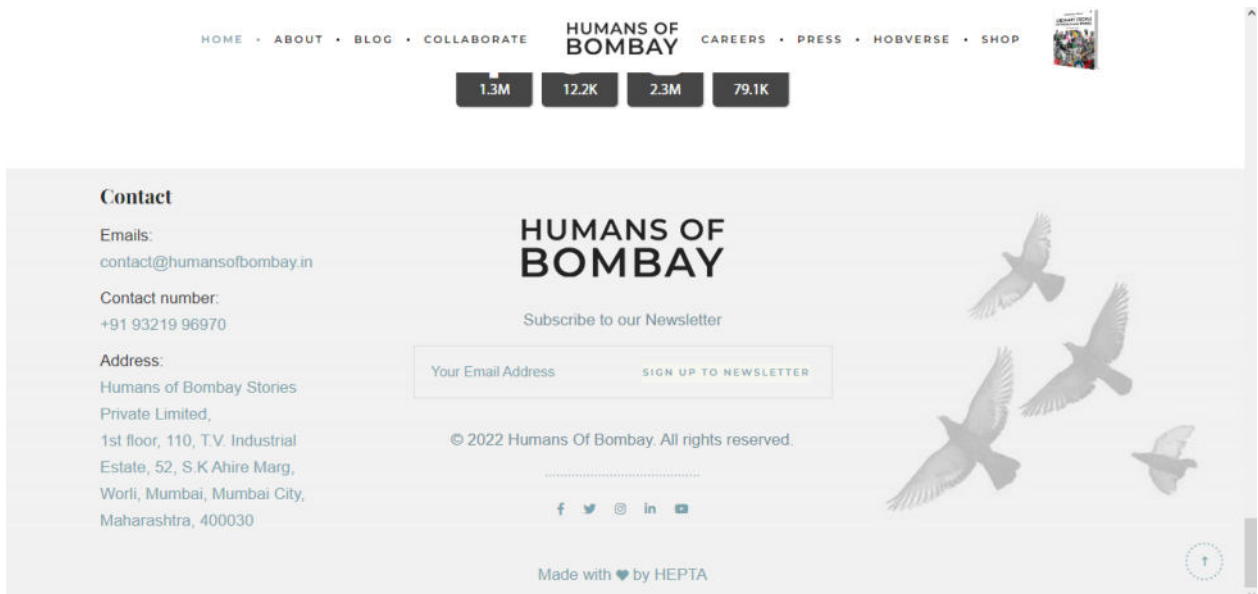 HOME • ABOUT • BLOG • COLLABORATE
HUMANS OF
BOMBAY
CAREERS • PRESS • HOBVERSE • SHOP
1.3M
12.2K
2.3M
79.1K
Contact
Emails:
contact@humansofbombay.in
Contact number:
+91 93219 96970
Address:
Humans of Bombay Stories
Private Limited,
1st floor, 110, T.V. Industrial
Estate, 52, S.K Ahire Marg,
Worli, Mumbai, Mumbai City,
Maharashtra, 400030
HUMANS OF
BOMBAY
Subscribe to our Newsletter
Your Email Address
SIGN UP TO NEWSLETTER
© 2022 Humans Of Bombay. All rights reserved.
Made with ♥ by HEPTA